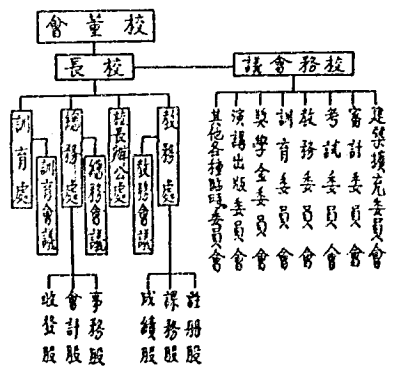 校董會
校長
校務會議
教務處
教務會議
校長辦公處
總務處
總務會議
訓育處
訓育會議
註册股
課務股
成績股
事務股
會計股
收發股
建築擴充委員會
審計委員會
考試委員會
教務委員會
訓育委員會
奬學金委員會
演講出版委員會
其他各種臨時委員會